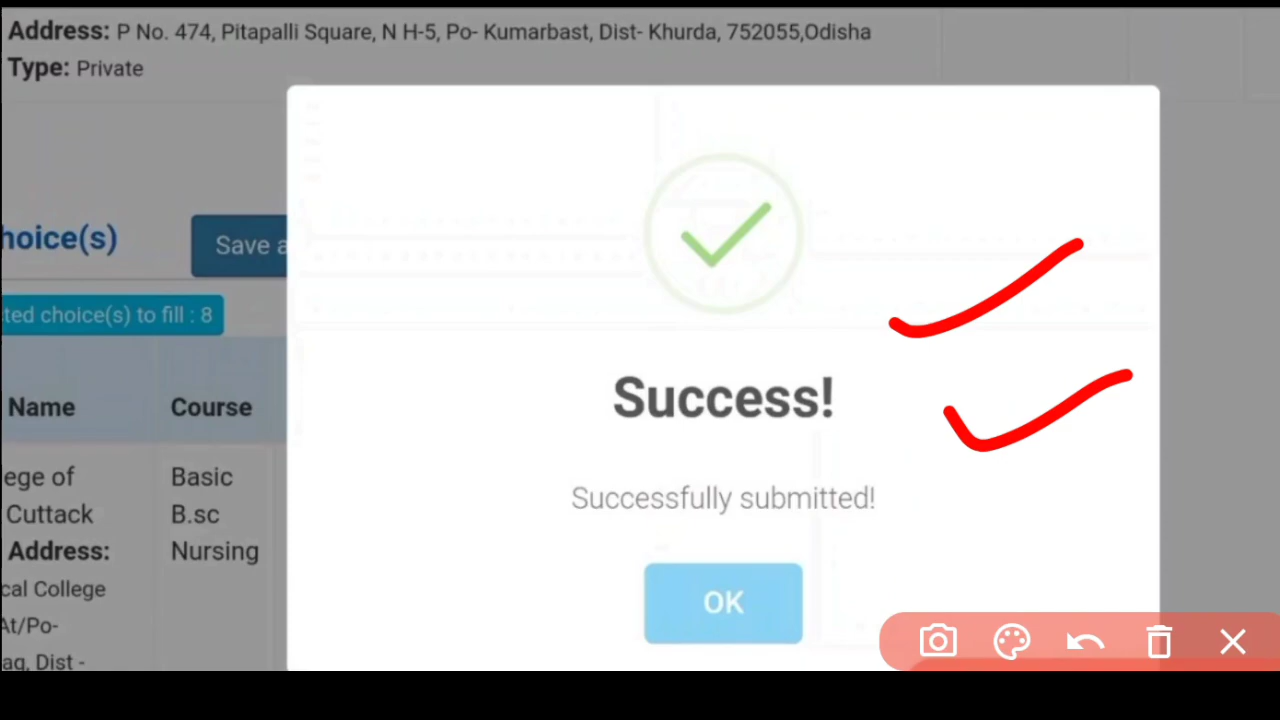 Address: P No. 474, Pitapalli Square, N H-5, Po- Kumarbast, Dist- Khurda, 752055,Odisha
Type: Private
hoice(s)
Save a
ted choice(s) to fill : 8
Name Course
ege of Basic
Cuttack B.sc
Address: Nursing
cal College
At/Po-
ag, Dist -
Success!
Successfully submitted!
OK